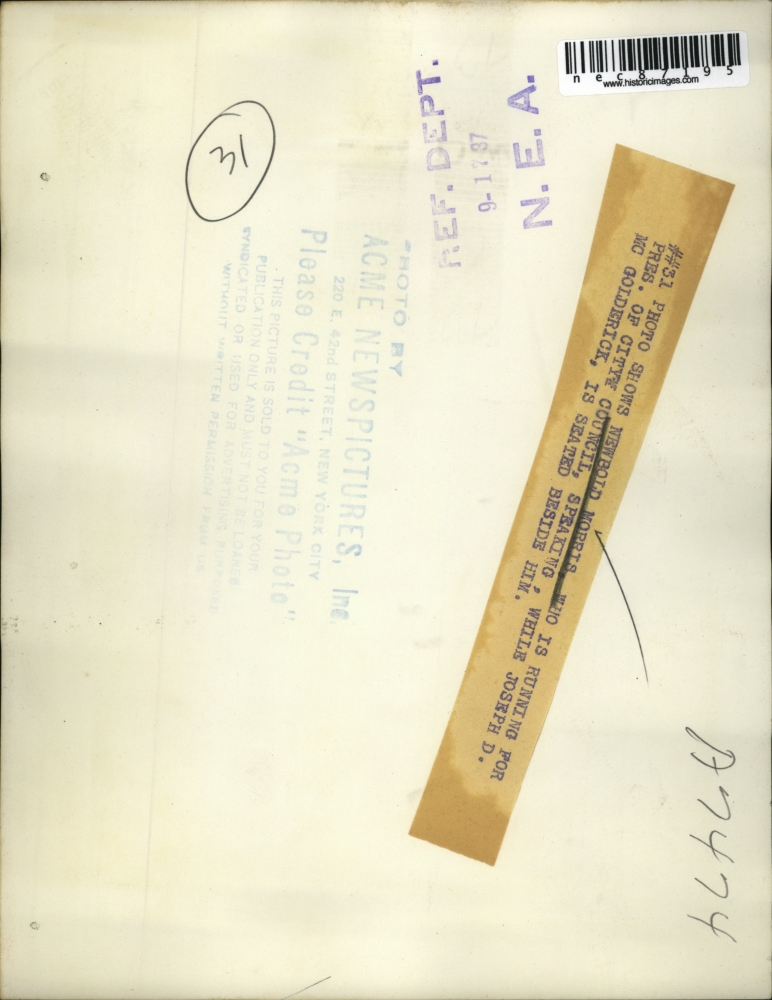 nec87195
www.historicimages.com
REF. DEPT.
9-17 37
N. E. A.
31
PHOTO BY
ACME NEWSPICTURES, Inc.
220 E. 42nd STREET, NEW YORK CITY
Please Credit "Acme Photo"
THIS PICTURE IS SOLD TO YOU FOR YOUR
PUBLICATION ONLY AND MUST NOT BE LOANED
SYNDICATED OR USED FOR ADVERTISING PURPOSES
WITHOUT WRITTEN PERMISSION FROM US
##31 PHOTO SHOWS NEWBOLD MORRIS, WHO IS RUNNING FOR
PRES. OF CITYX COUNCIL, SPEAKING ; WHILE JOSEPH D.
MC GOLDERICK, IS SEATED BESIDE HIM.